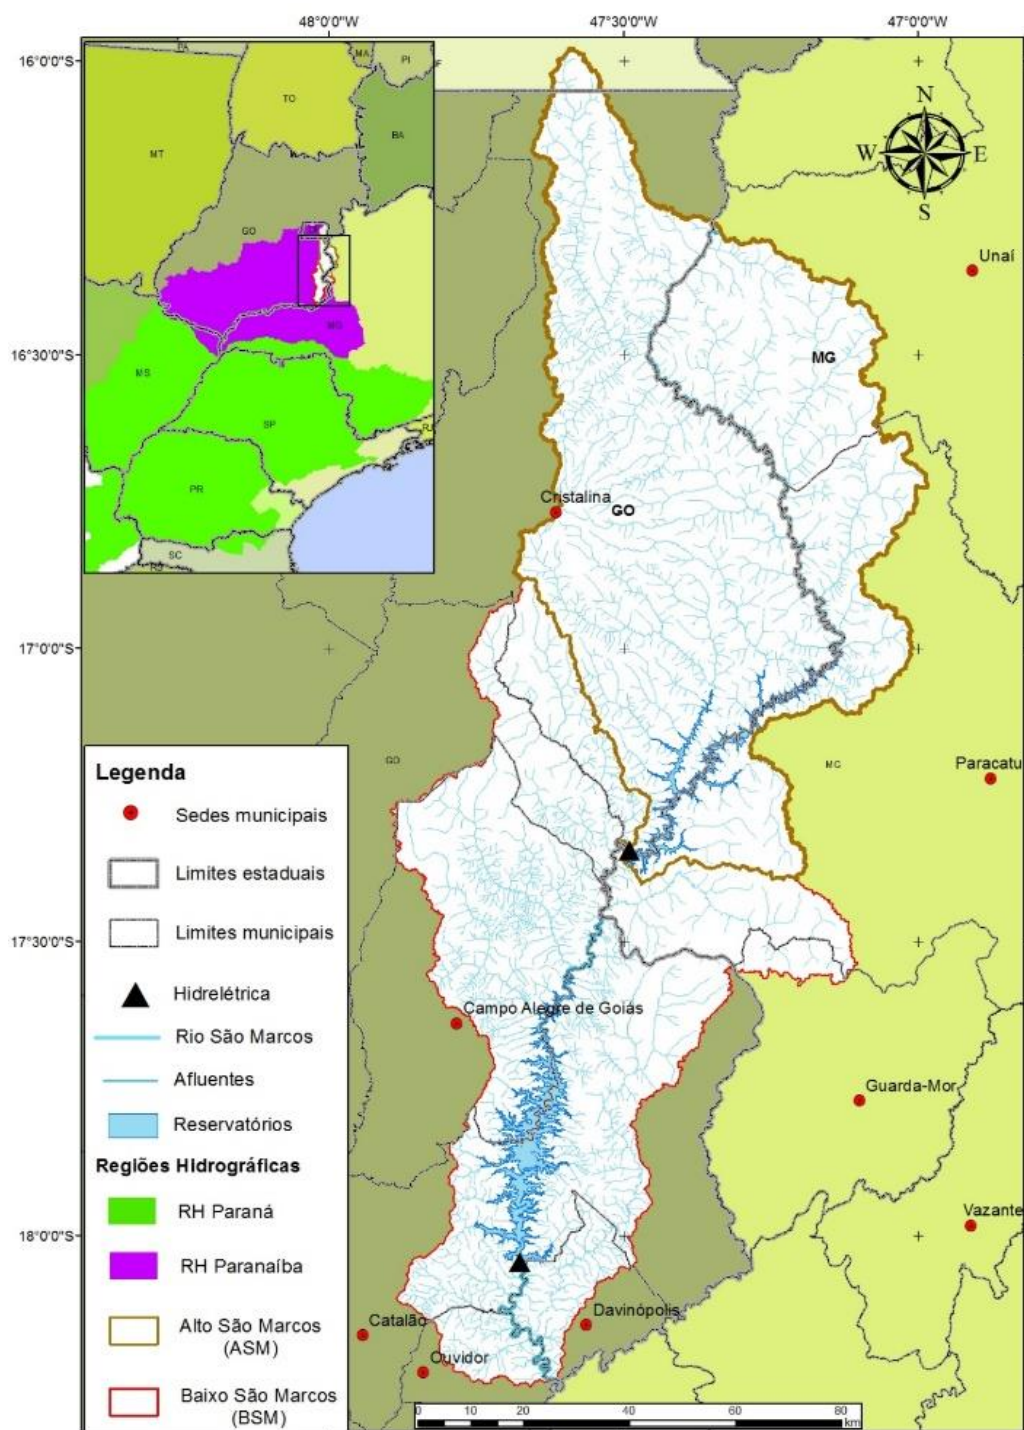 48°0'0"W
47°30'0"W
47°0'0"W
16°0'0"S
16°30'0"S
17°0'0"S
17°30'0"S
18°0'0"S
PA
MA
PI
TO
BA
MT
GO
MG
MS
SP
RJ
PR
SC
RS
N
W
E
S
Unaí
MG
Cristalina
GO
GO
MG
Paracatu
Campo Alegre de Goiás
Guarda-Mor
Vazante
Catalão
Davinópolis
Ouvidor
Legenda
Sedes municipais
Limites estaduais
Limites municipais
Hidrelétrica
Rio São Marcos
Afluentes
Reservatórios
Regiões Hidrográficas
RH Paraná
RH Paranaíba
Alto São Marcos
(ASM)
Baixo São Marcos
(BSM)
0 10 20 40 60 80
km